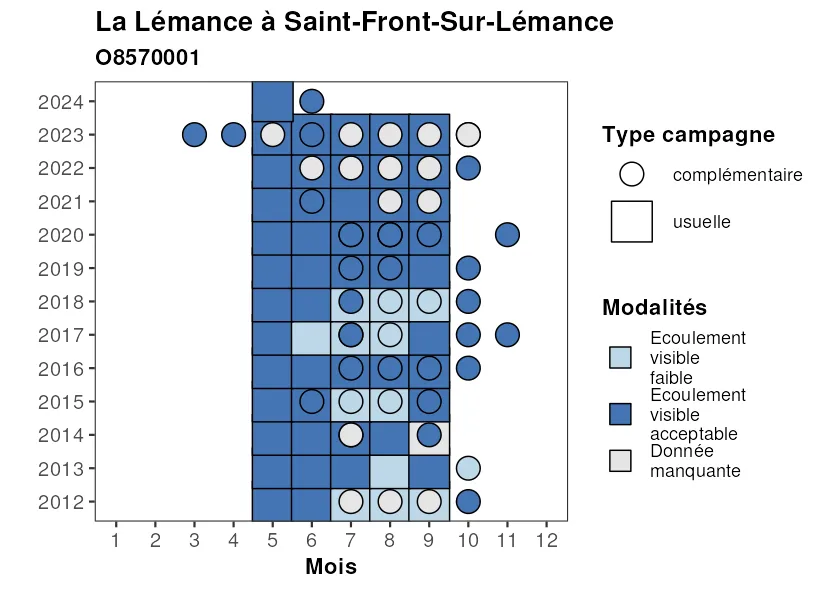 La Lémance à Saint-Front-Sur-Lémance
O8570001
2024
2023
2022
2021
2020
2019
2018
2017
2016
2015
2014
2013
2012
1 2 3 4 5 6 7 8 9 10 11 12
Mois
Type campagne
complémentaire
usuelle
Modalités
Ecoulement
visible
faible
Ecoulement
visible
acceptable
Donnée
manquante